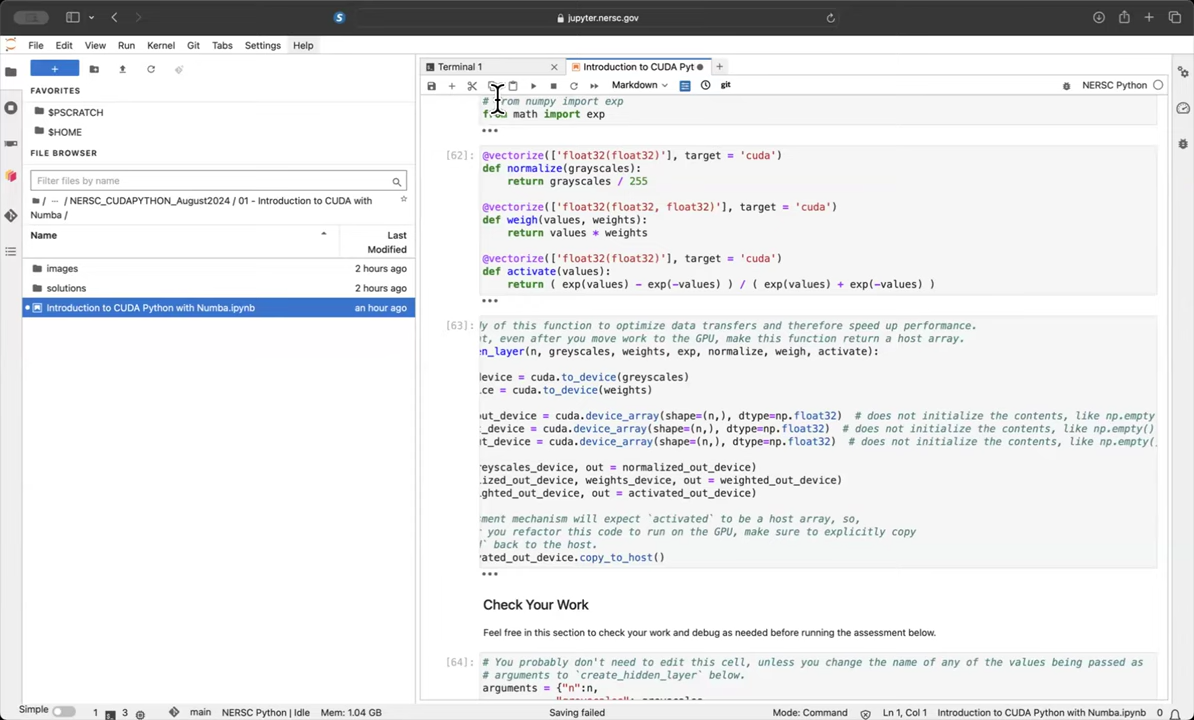 S
jupyter.nersc.gov
File Edit View Run Kernel Git Tabs Settings Help
Terminal 1
Introduction to CUDA Pyt
Markdown
git
NERSC Python
FAVORITES
$PSCRATCH
$HOME
FILE BROWSER
Filter files by name
/ ··· / NERSC_CUDAPYTHON_August2024 / 01 - Introduction to CUDA with
Numba /
Name
Last
Modified
images 2 hours ago
solutions 2 hours ago
Introduction to CUDA Python with Numba.ipynb an hour ago
# from numpy import exp
from math import exp
[62]:
@vectorize(['float32(float32)'], target = 'cuda')
def normalize(grayscales):
return grayscales / 255
@vectorize(['float32(float32, float32)'], target = 'cuda')
def weigh(values, weights):
return values * weights
@vectorize(['float32(float32)'], target = 'cuda')
def activate(values):
return ( exp(values) - exp(-values) ) / ( exp(values) + exp(-values) )
[63]:
dy of this function to optimize data transfers and therefore speed up performance.
nt, even after you move work to the GPU, make this function return a host array.
en_layer(n, greyscales, weights, exp, normalize, weigh, activate):
device = cuda.to_device(greyscales)
ice = cuda.to_device(weights)
out_device = cuda.device_array(shape=(n,), dtype=np.float32) # does not initialize the contents, like np.empty
t_device = cuda.device_array(shape=(n,), dtype=np.float32) # does not initialize the contents, like np.empty()
ut_device = cuda.device_array(shape=(n,), dtype=np.float32) # does not initialize the contents, like np.empty(
reyscales_device, out = normalized_out_device)
lized_out_device, weights_device, out = weighted_out_device)
ighted_out_device, out = activated_out_device)
sment mechanism will expect `activated` to be a host array, so,
you refactor this code to run on the GPU, make sure to explicitly copy
d` back to the host.
vated_out_device.copy_to_host()
Check Your Work
Feel free in this section to check your work and debug as needed before running the assessment below.
[64]:
# You probably don't need to edit this cell, unless you change the name of any of the values being passed as
# arguments to `create_hidden_layer` below.
arguments = {"n":n,
Simple
1
3
main
NERSC Python | Idle
Mem: 1.04 GB
Saving failed
Mode: Command
Ln 1, Col 1
Introduction to CUDA Python with Numba.ipynb
0